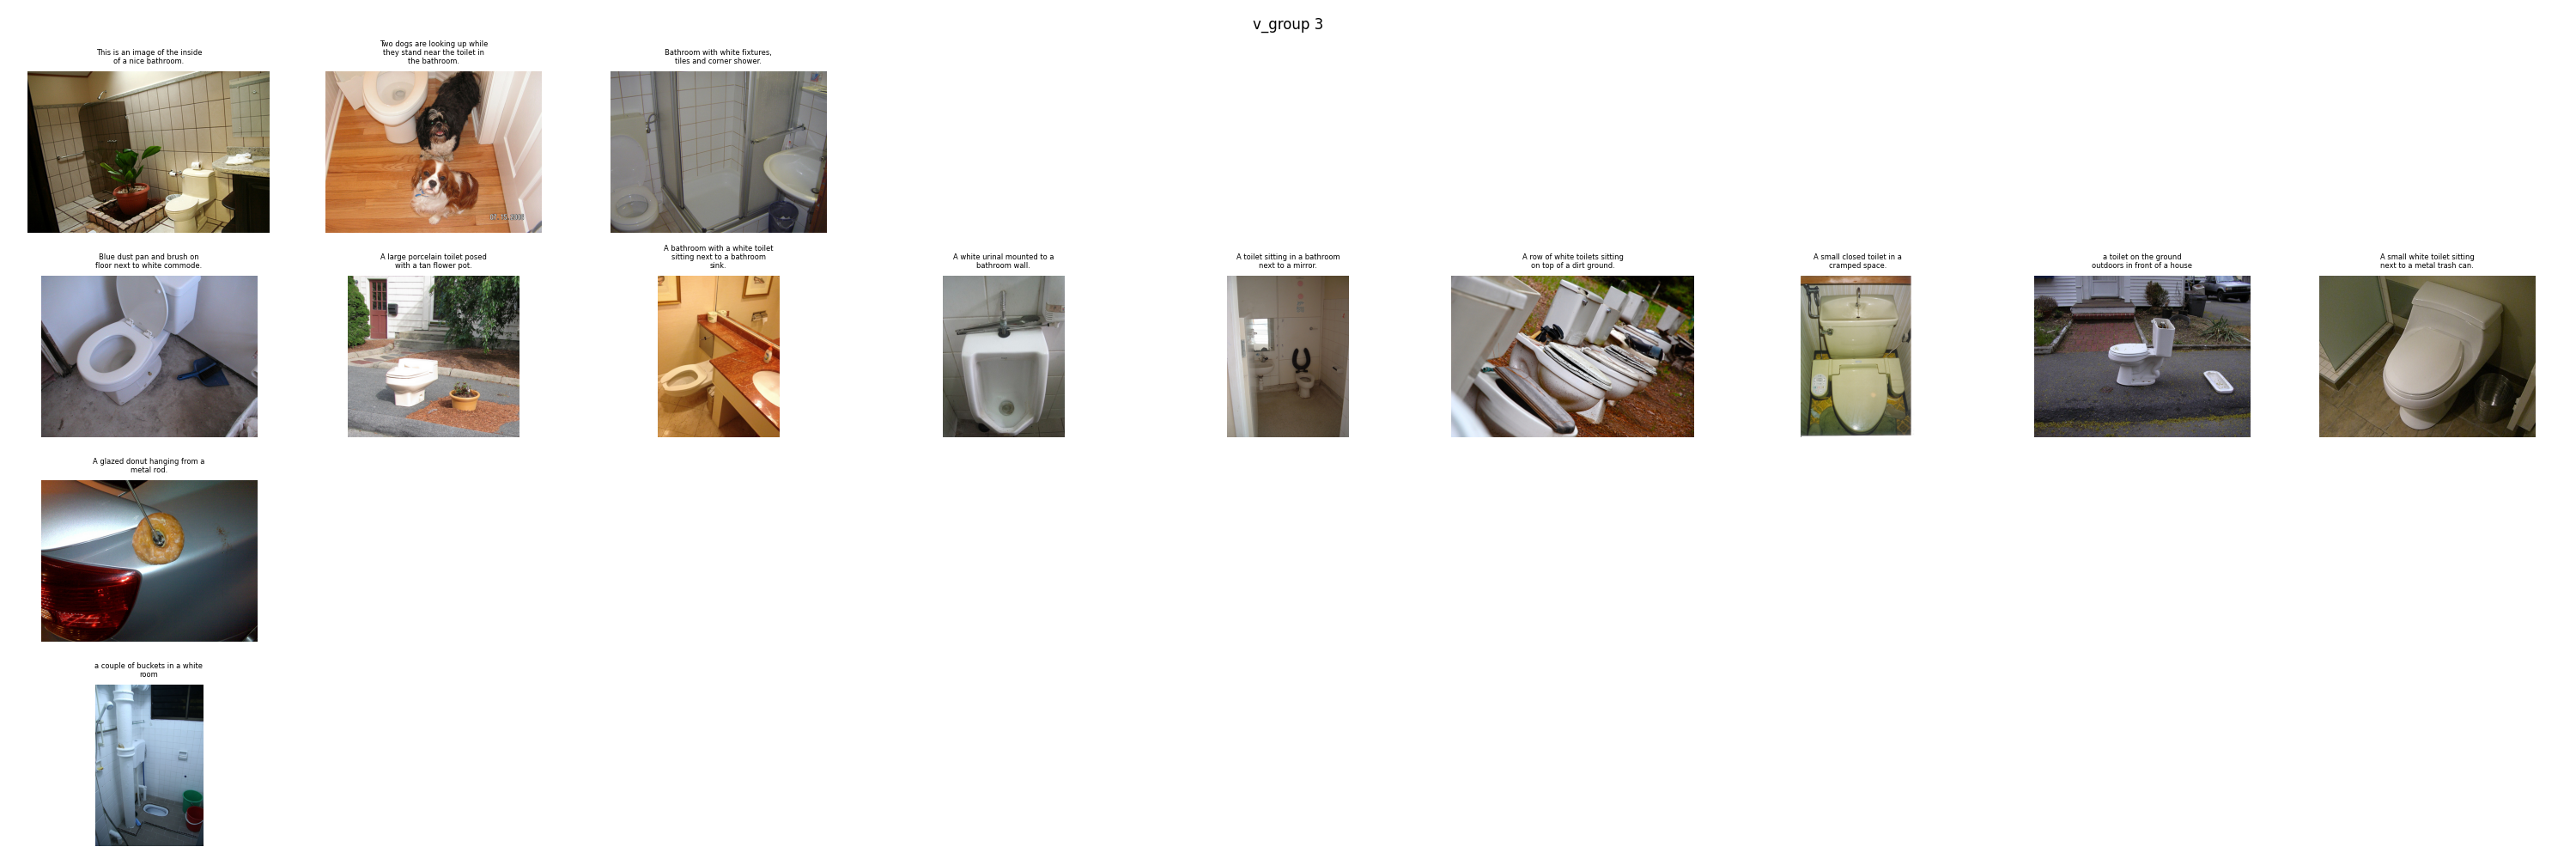 v_group 3
This is an image of the inside
of a nice bathroom.
Two dogs are looking up while
they stand near the toilet in
the bathroom.
Bathroom with white fixtures,
tiles and corner shower.
Blue dust pan and brush on
floor next to white commode.
A large porcelain toilet posed
with a tan flower pot.
A bathroom with a white toilet
sitting next to a bathroom
sink.
A white urinal mounted to a
bathroom wall.
A toilet sitting in a bathroom
next to a mirror.
A row of white toilets sitting
on top of a dirt ground.
A small closed toilet in a
cramped space.
a toilet on the ground
outdoors in front of a house
A small white toilet sitting
next to a metal trash can.
A glazed donut hanging from a
metal rod.
a couple of buckets in a white
room